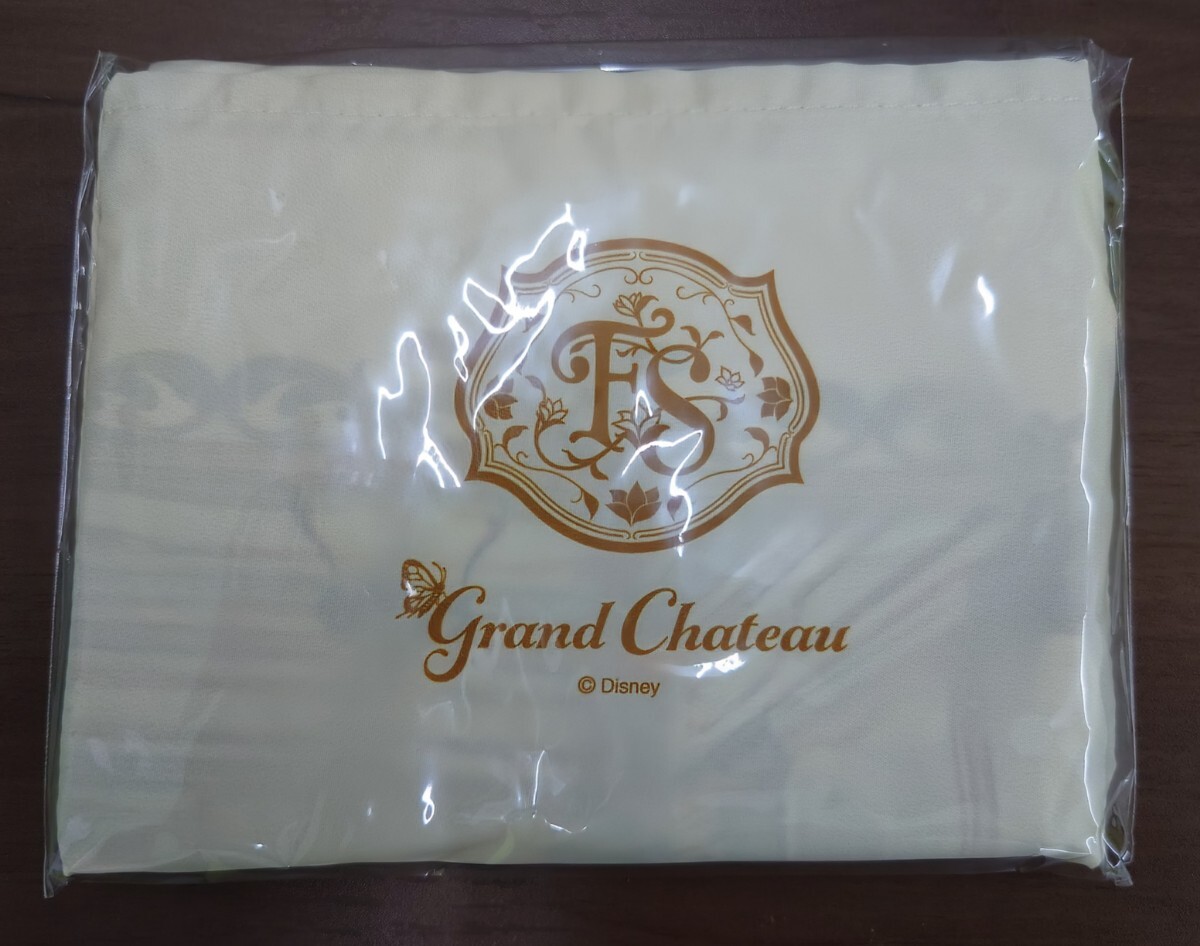 FS
Grand Chateau
© Disney